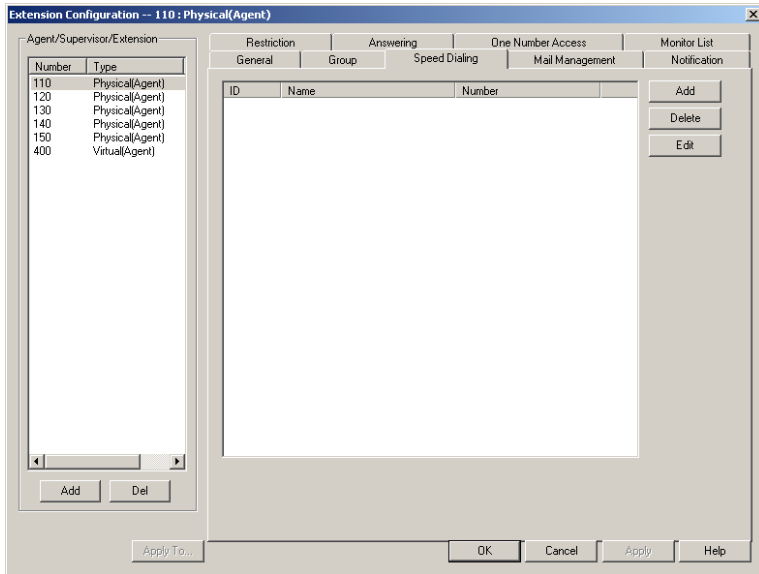 Extension Configuration -- 110 : Physical(Agent)
Agent/Supervisor/Extension
Number Type
110 Physical(Agent)
120 Physical(Agent)
130 Physical(Agent)
140 Physical(Agent)
150 Physical(Agent)
400 Virtual(Agent)
Add Del
Restriction Answering One Number Access Monitor List
General Group Speed Dialing Mail Management Notification
ID Name Number
Add
Delete
Edit
Apply To... OK Cancel Apply Help